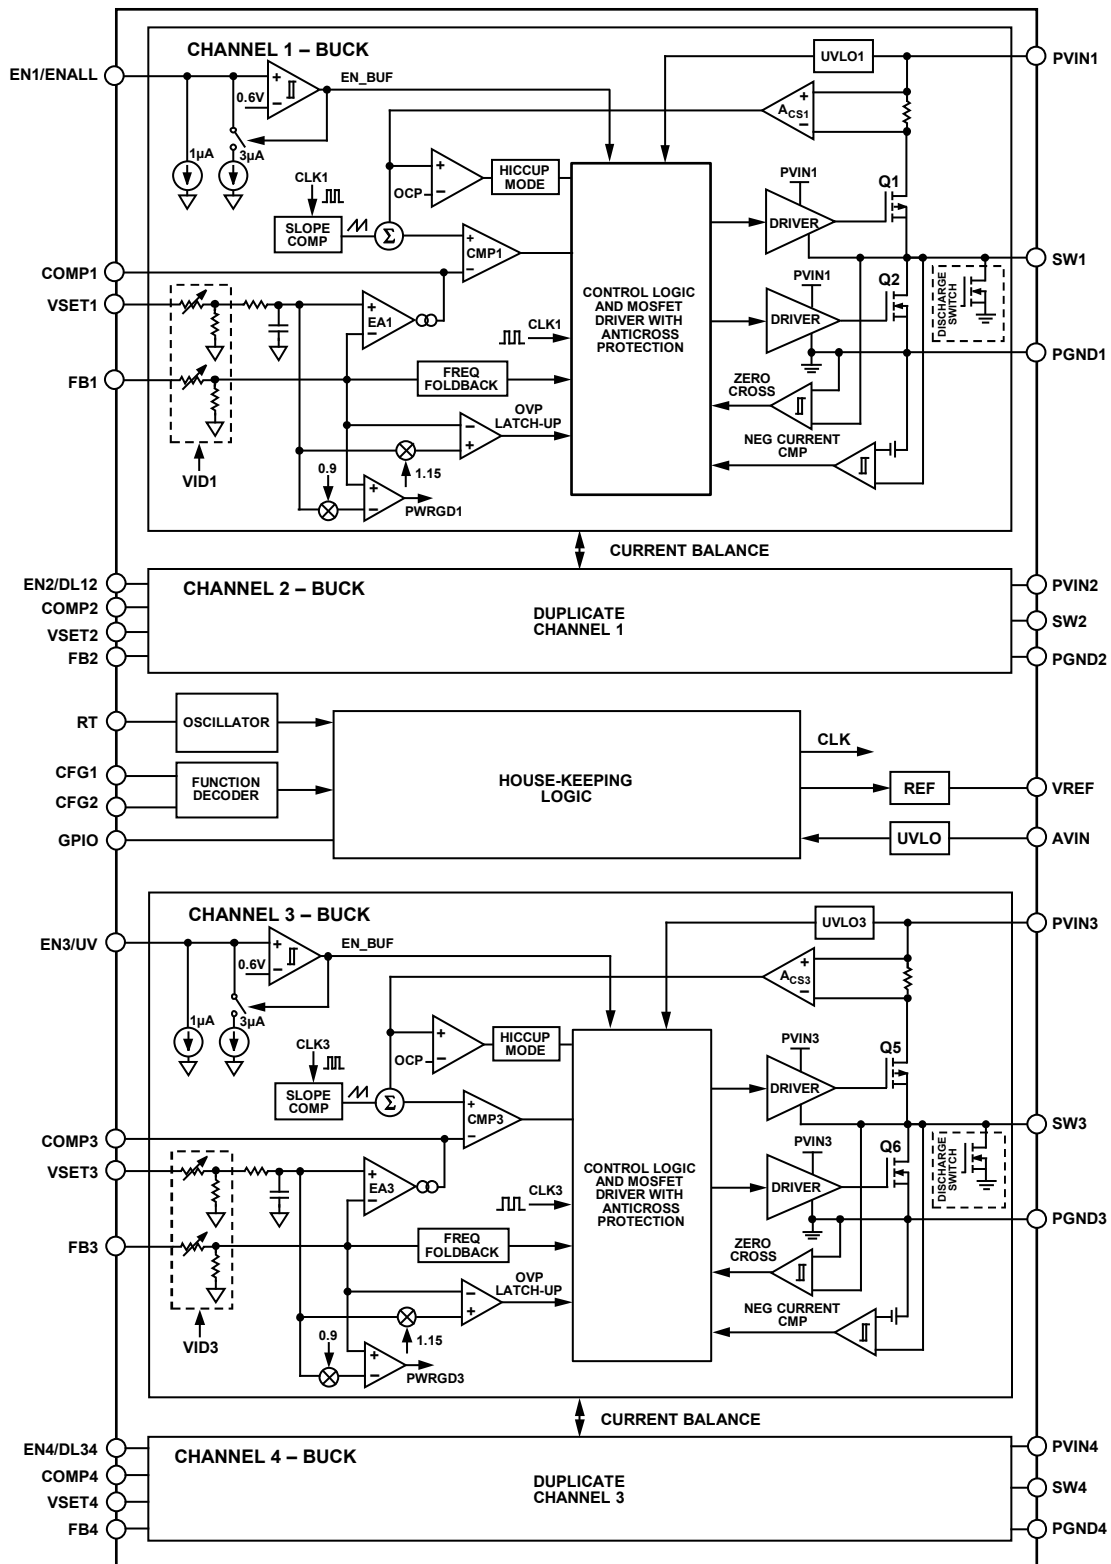 CHANNEL 1 – BUCK
EN1/ENALL
0.6V
EN_BUF
UVLO1
PVIN1
ACS1
1µA
3µA
CLK1
OCP
HICCUP
MODE
SLOPE
COMP
Σ
CMP1
PVIN1
DRIVER
Q1
CONTROL LOGIC
AND MOSFET
DRIVER WITH
ANTICROSS
PROTECTION
SW1
COMP1
VSET1
EA1
CLK1
PVIN1
DRIVER
Q2
DISCHARGE
SWITCH
PGND1
FB1
FREQ
FOLDBACK
ZERO
CROSS
OVP
LATCH-UP
NEG CURRENT
CMP
VID1
0.9
1.15
PWRGD1
CURRENT BALANCE
EN2/DL12
COMP2
VSET2
FB2
CHANNEL 2 – BUCK
DUPLICATE
CHANNEL 1
PVIN2
SW2
PGND2
RT
OSCILLATOR
CFG1
CFG2
FUNCTION
DECODER
GPIO
HOUSE-KEEPING
LOGIC
CLK
REF
VREF
UVLO
AVIN
CHANNEL 3 – BUCK
EN3/UV
0.6V
EN_BUF
UVLO3
PVIN3
ACS3
1µA
3µA
CLK3
OCP
HICCUP
MODE
SLOPE
COMP
Σ
CMP3
PVIN3
DRIVER
Q5
CONTROL LOGIC
AND MOSFET
DRIVER WITH
ANTICROSS
PROTECTION
SW3
COMP3
VSET3
EA3
CLK3
PVIN3
DRIVER
Q6
DISCHARGE
SWITCH
PGND3
FB3
FREQ
FOLDBACK
ZERO
CROSS
OVP
LATCH-UP
NEG CURRENT
CMP
VID3
0.9
1.15
PWRGD3
CURRENT BALANCE
EN4/DL34
COMP4
VSET4
FB4
CHANNEL 4 – BUCK
DUPLICATE
CHANNEL 3
PVIN4
SW4
PGND4